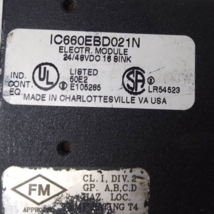 IC660EBD021N
ELECTR. MODULE
24/48VDC 16 SINK
IND. CONT. EQ
UL
LISTED
50E2
E105265
LR54523
MADE IN CHARLOTTESVILLE VA USA
FM
CL. I, DIV. 2
GP. A,B,C,D
HAZ. LOC.
T4